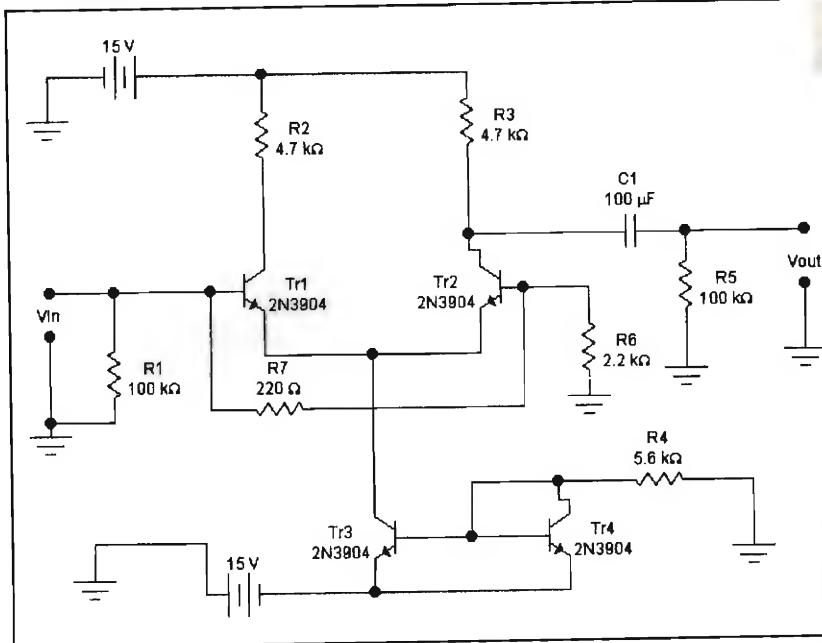 15 V
R2
4.7 kΩ
R3
4.7 kΩ
C1
100 µF
Tr1
2N3904
Tr2
2N3904
R5
100 kΩ
Vout
Vin
R1
100 kΩ
R7
220 Ω
R6
2.2 kΩ
R4
5.6 kΩ
Tr3
2N3904
Tr4
2N3904
15 V